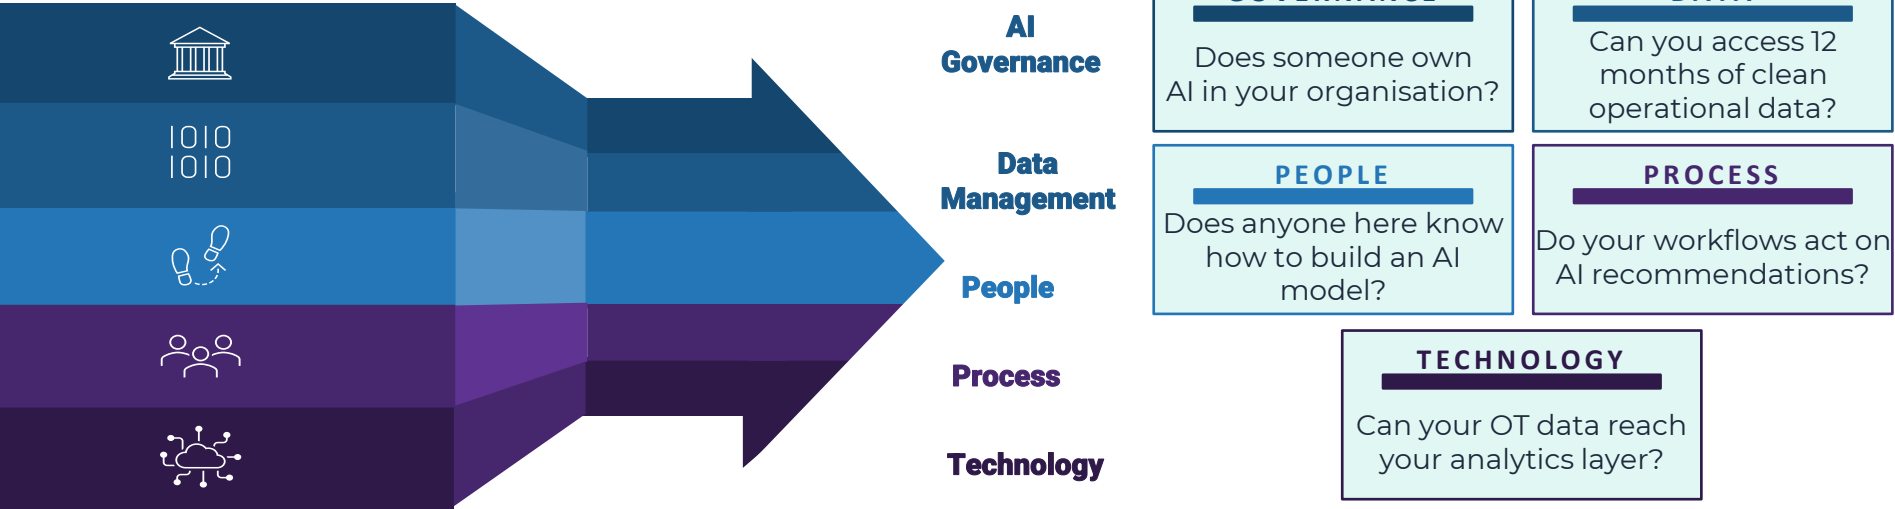 1010
1010
AI
Governance
Data
Management
People
Process
Technology
GOVERNANCE
Does someone own
AI in your organisation?
DATA
Can you access 12
months of clean
operational data?
PEOPLE
Does anyone here know
how to build an AI
model?
PROCESS
Do your workflows act on
AI recommendations?
TECHNOLOGY
Can your OT data reach
your analytics layer?